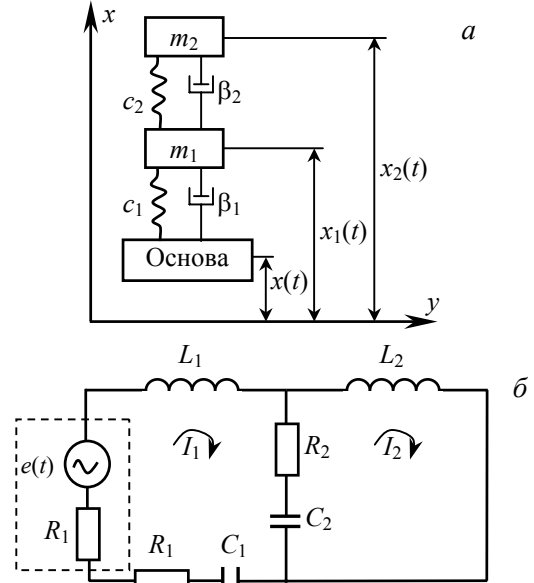 x
а
m₂
c₂
β₂
m₁
x₂(t)
c₁
β₁
x₁(t)
Основа
x(t)
y
L₁
L₂
б
e(t)
I₁
R₂
I₂
R₁
R₁
C₁
C₂